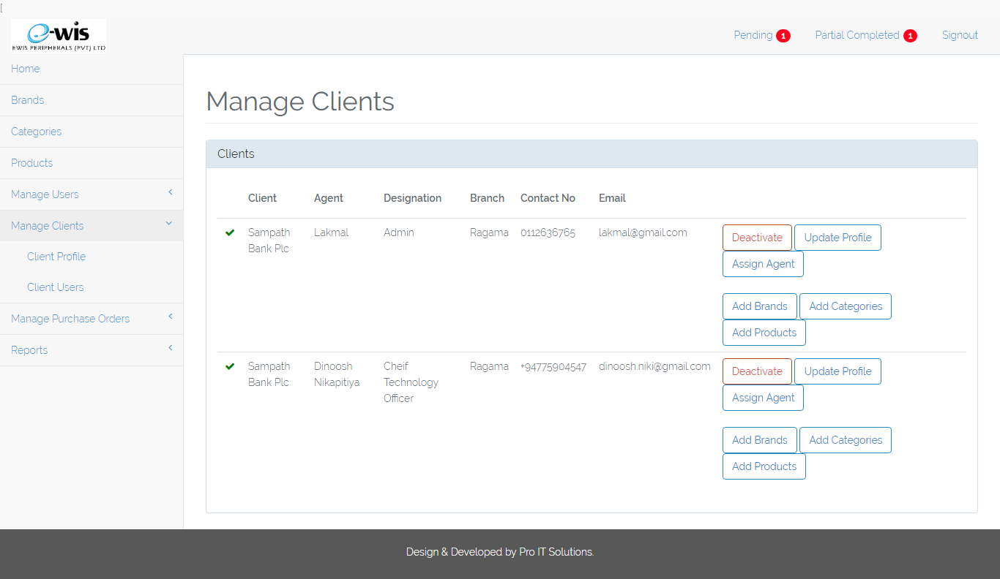 [
e-wis
EWIS PERIPHERALS (PVT) LTD
Pending 1 Partial Completed 1 Signout
Home
Brands
Categories
Products
Manage Users
Manage Clients
Client Profile
Client Users
Manage Purchase Orders
Reports
Manage Clients
Clients
Client Agent Designation Branch Contact No Email
Sampath Lakmal Admin Ragama 0112636765 lakmal@gmail.com Deactivate Update Profile
Bank Plc
Assign Agent
Add Brands Add Categories
Add Products
Sampath Dinoosh Cheif Ragama +94775904547 dinoosh.niki@gmail.com Deactivate Update Profile
Bank Plc Nikapitiya Technology
Officer Assign Agent
Add Brands Add Categories
Add Products
Design & Developed by Pro IT Solutions.